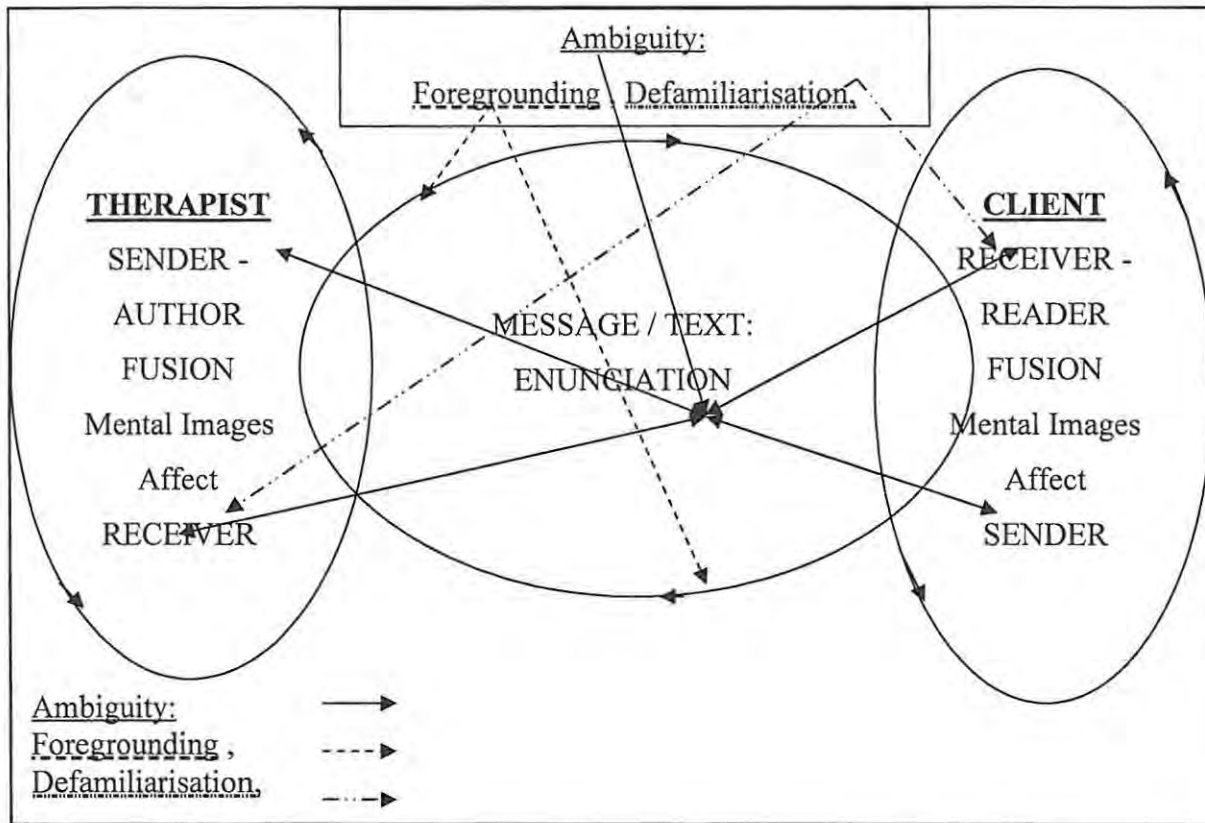 Ambiguity:
Foregrounding , Defamiliarisation,
THERAPIST
SENDER -
AUTHOR
FUSION
Mental Images
Affect
RECEIVER
MESSAGE / TEXT:
ENUNCIATION
CLIENT
RECEIVER -
READER
FUSION
Mental Images
Affect
SENDER
Ambiguity:
Foregrounding ,
Defamiliarisation,